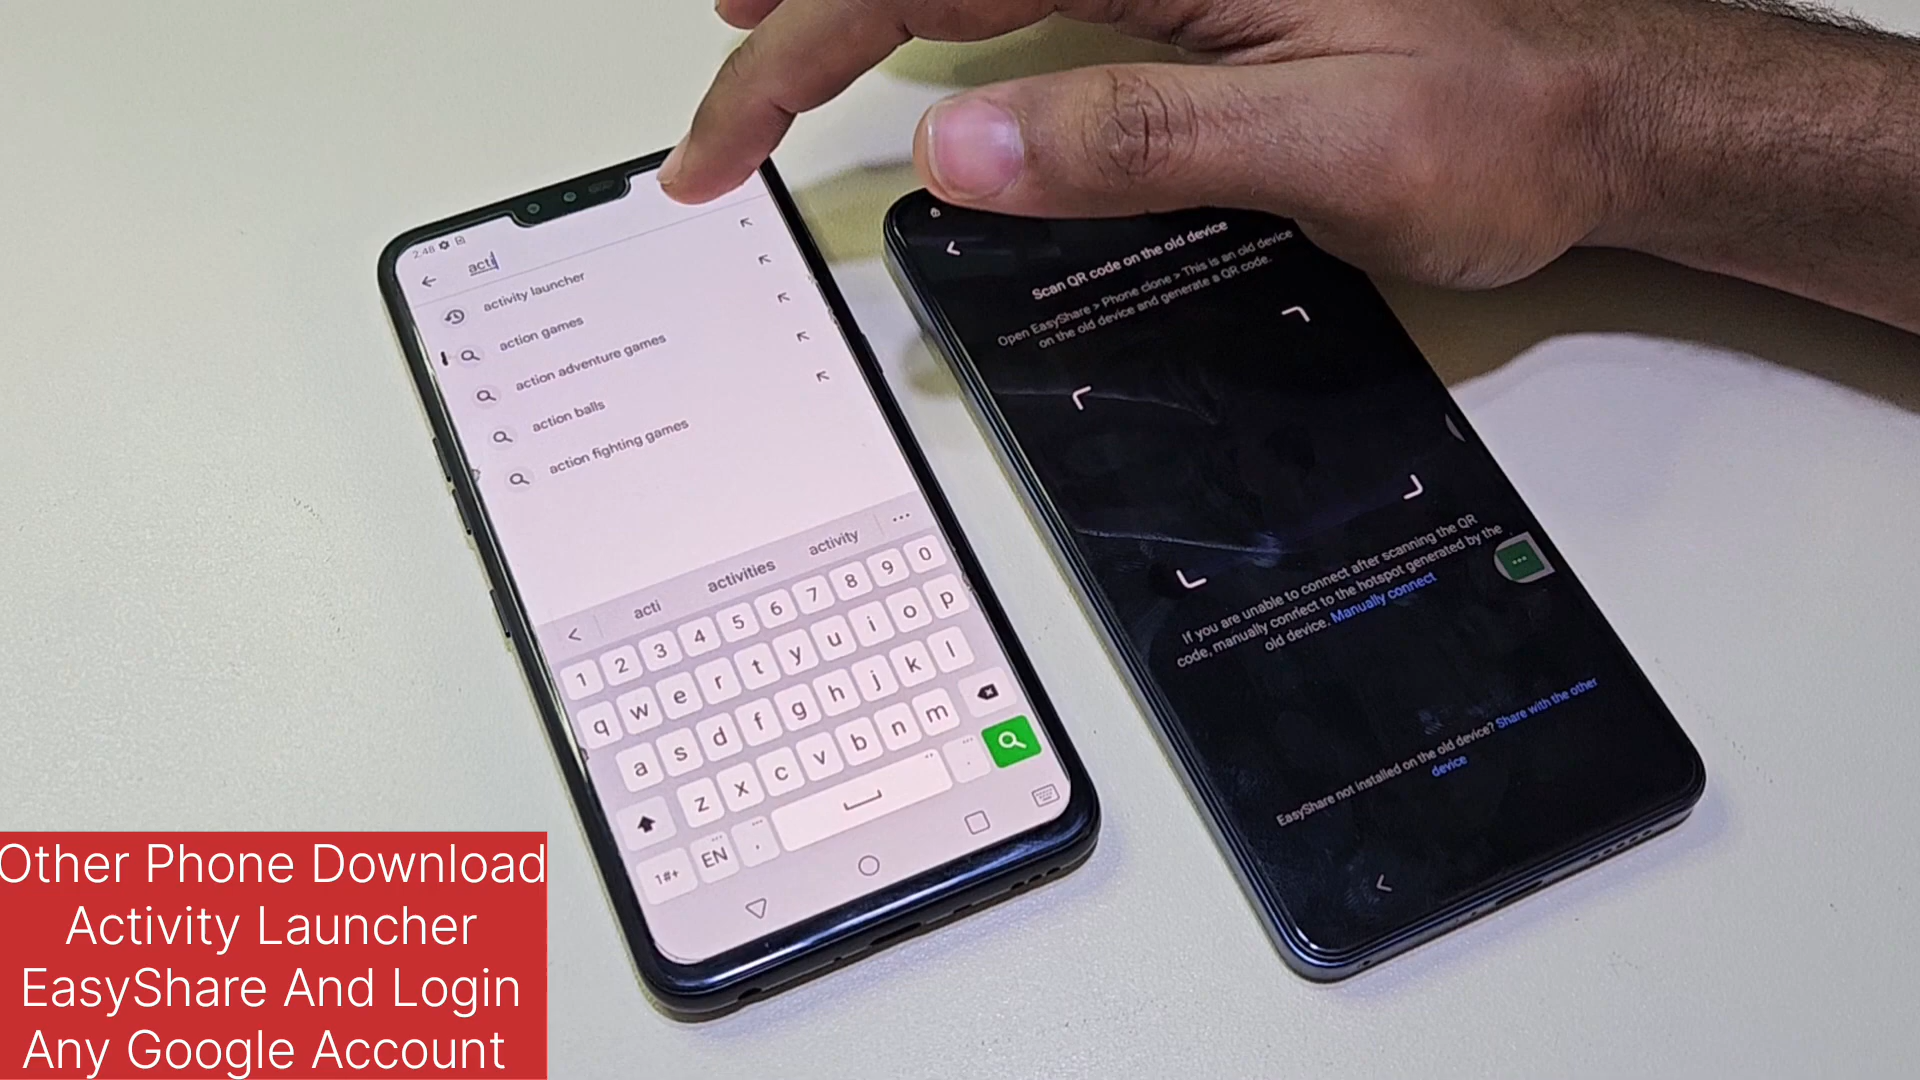 2:48
acti
activity launcher
action games
action adventure games
action balls
action fighting games
acti activities activity
1 2 3 4 5 6 7 8 9 0
q w e r t y u i o p
a s d f g h j k l
z x c v b n m
1#+ EN , .
Scan QR code on the old device
Open EasyShare > Phone clone > This is an old device
on the old device and generate a QR code.
If you are unable to connect after scanning the QR
code, manually connect to the hotspot generated by the
old device. Manually connect
EasyShare not installed on the old device? Share with the other
device
Other Phone Download
Activity Launcher
EasyShare And Login
Any Google Account